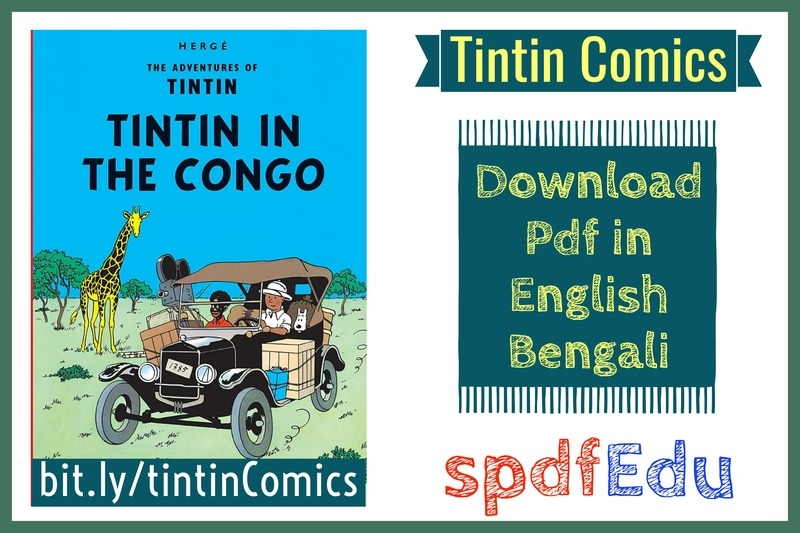 HERGÉ
THE ADVENTURES OF
TINTIN
TINTIN IN
THE CONGO
1385
bit.ly/tintinComics
Tintin Comics
Download
Pdf in
English
Bengali
spdfEdu